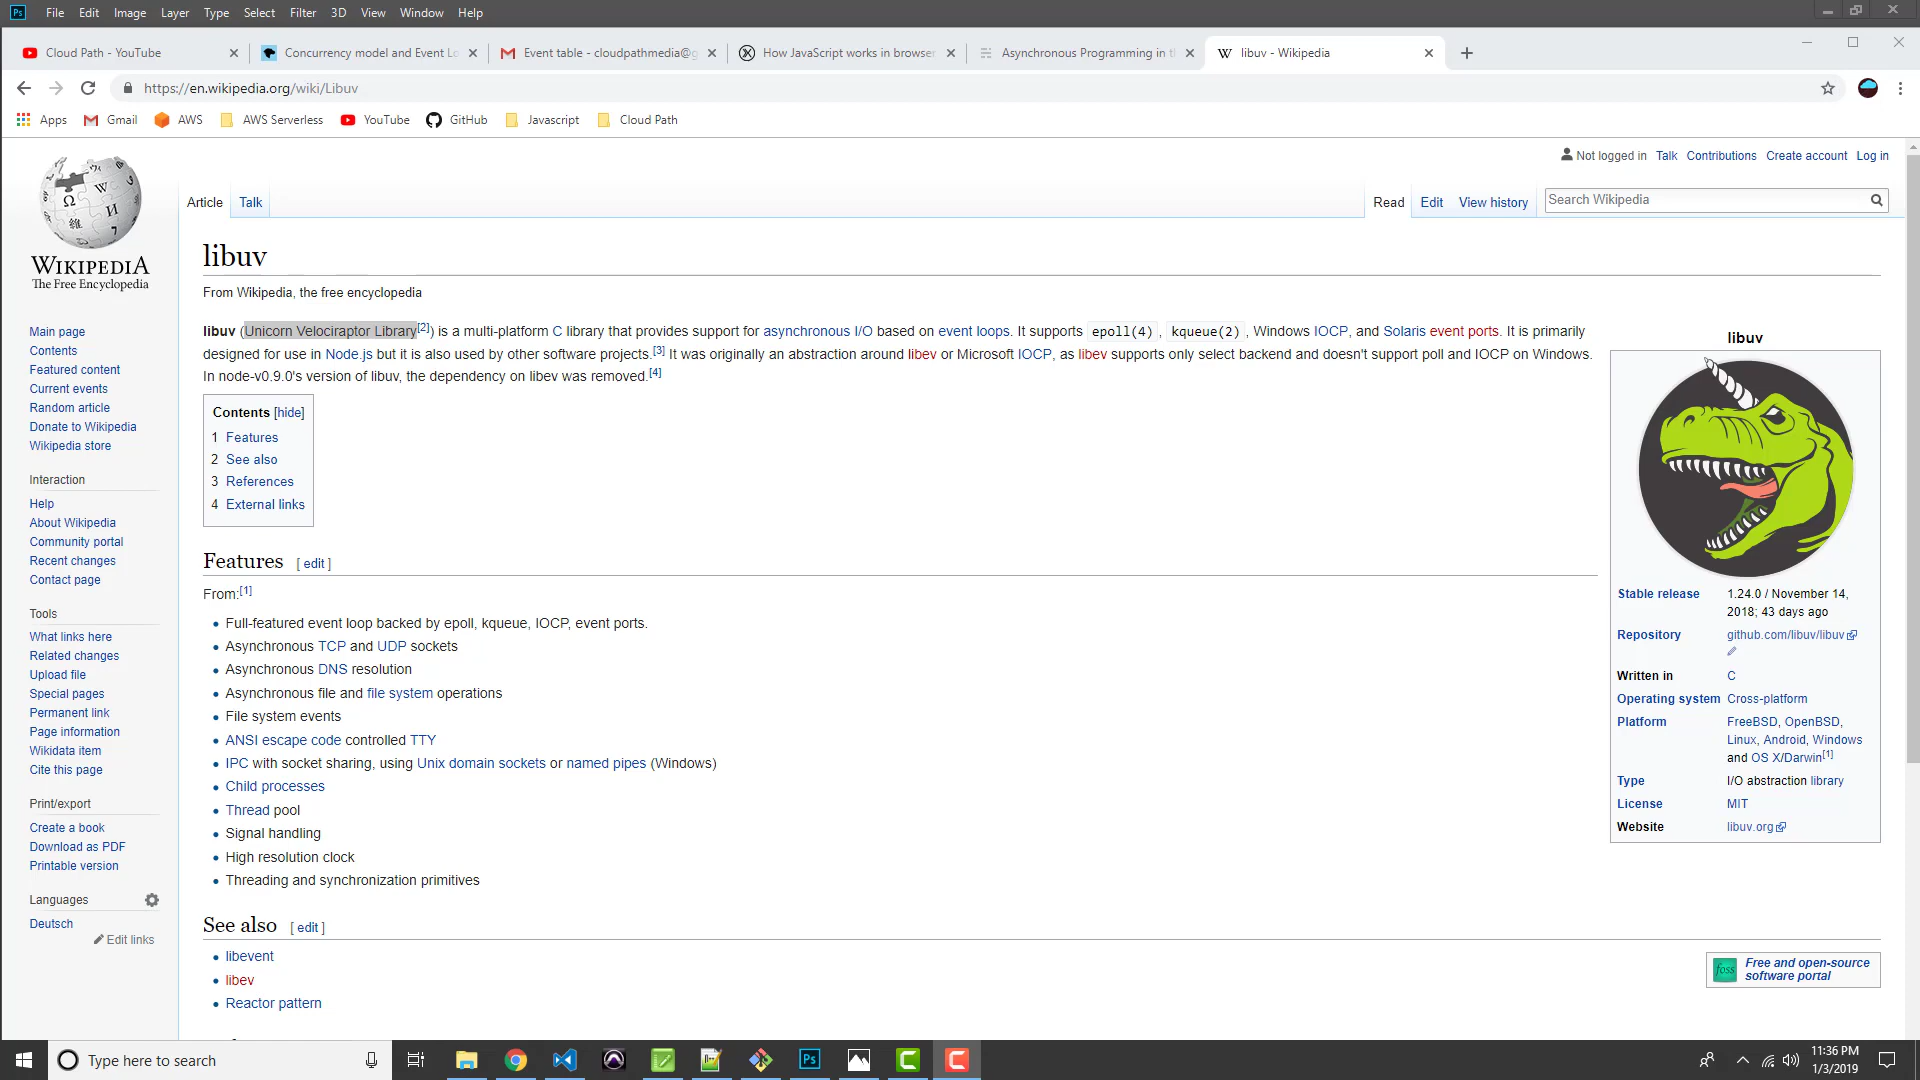 Ps File Edit Image Layer Type Select Filter 3D View Window Help
Cloud Path - YouTube
Concurrency model and Event Lo
Event table - cloudpathmedia@g
How JavaScript works in browser
Asynchronous Programming in t
W libuv - Wikipedia
https://en.wikipedia.org/wiki/Libuv
Apps Gmail AWS AWS Serverless YouTube GitHub Javascript Cloud Path
Not logged in Talk Contributions Create account Log in
Article Talk Read Edit View history Search Wikipedia
WIKIPEDIA
The Free Encyclopedia
Main page
Contents
Featured content
Current events
Random article
Donate to Wikipedia
Wikipedia store
Interaction
Help
About Wikipedia
Community portal
Recent changes
Contact page
Tools
What links here
Related changes
Upload file
Special pages
Permanent link
Page information
Wikidata item
Cite this page
Print/export
Create a book
Download as PDF
Printable version
Languages
Deutsch
Edit links
libuv
From Wikipedia, the free encyclopedia
libuv (Unicorn Velociraptor Library[2]) is a multi-platform C library that provides support for asynchronous I/O based on event loops. It supports epoll(4), kqueue(2), Windows IOCP, and Solaris event ports. It is primarily
designed for use in Node.js but it is also used by other software projects.[3] It was originally an abstraction around libev or Microsoft IOCP, as libev supports only select backend and doesn't support poll and IOCP on Windows.
In node-v0.9.0's version of libuv, the dependency on libev was removed.[4]
Contents [hide]
1 Features
2 See also
3 References
4 External links
Features [ edit ]
From:[1]
Full-featured event loop backed by epoll, kqueue, IOCP, event ports.
Asynchronous TCP and UDP sockets
Asynchronous DNS resolution
Asynchronous file and file system operations
File system events
ANSI escape code controlled TTY
IPC with socket sharing, using Unix domain sockets or named pipes (Windows)
Child processes
Thread pool
Signal handling
High resolution clock
Threading and synchronization primitives
See also [ edit ]
libevent
libev
Reactor pattern
libuv
Stable release 1.24.0 / November 14,
2018; 43 days ago
Repository github.com/libuv/libuv
Written in C
Operating system Cross-platform
Platform FreeBSD, OpenBSD,
Linux, Android, Windows
and OS X/Darwin[1]
Type I/O abstraction library
License MIT
Website libuv.org
foss Free and open-source
software portal
Type here to search
Ps
11:36 PM
1/3/2019